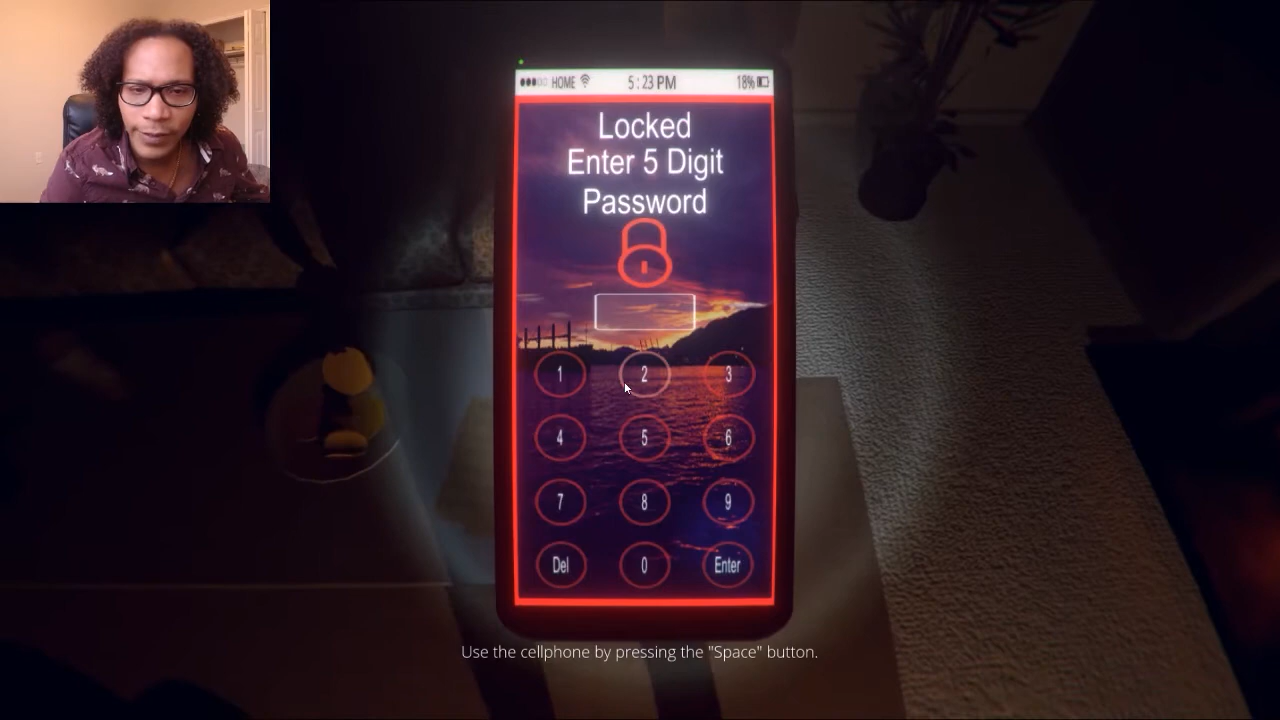 HOME 5:23 PM 18%
Locked
Enter 5 Digit
Password
1 2 3
4 5 6
7 8 9
Del 0 Enter
Use the cellphone by pressing the "Space" button.